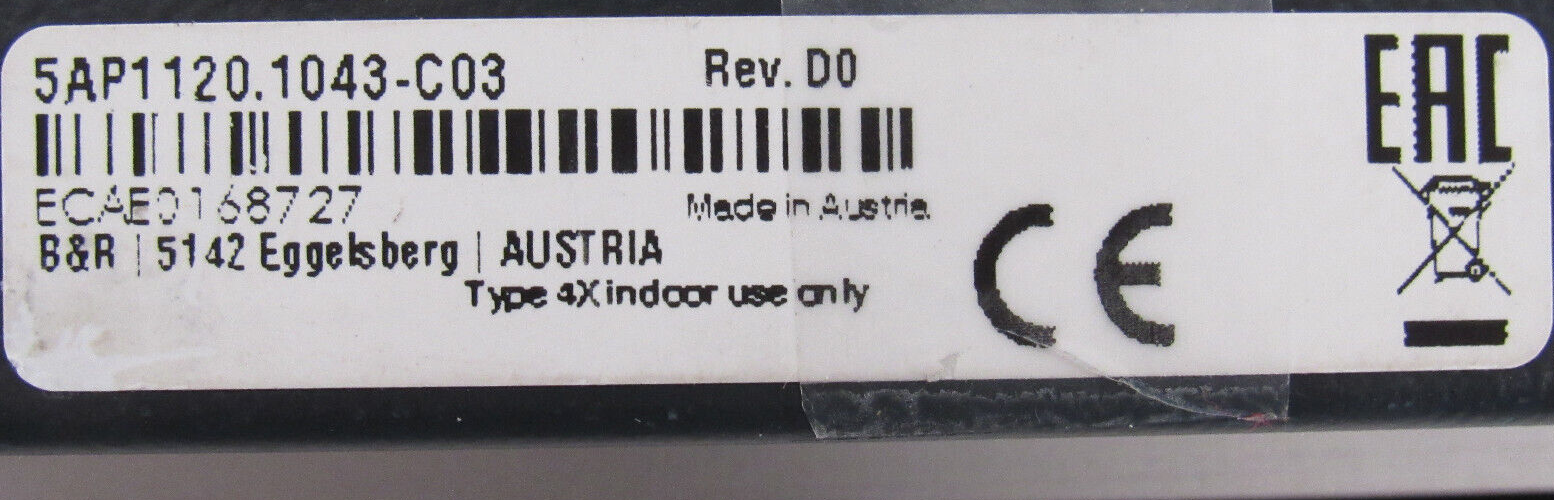 5AP1120.1043-C03 Rev. D0
EAC
ECAE0168727 Made in Austria
B&R | 5142 Eggelsberg | AUSTRIA
Type 4X indoor use only
CE